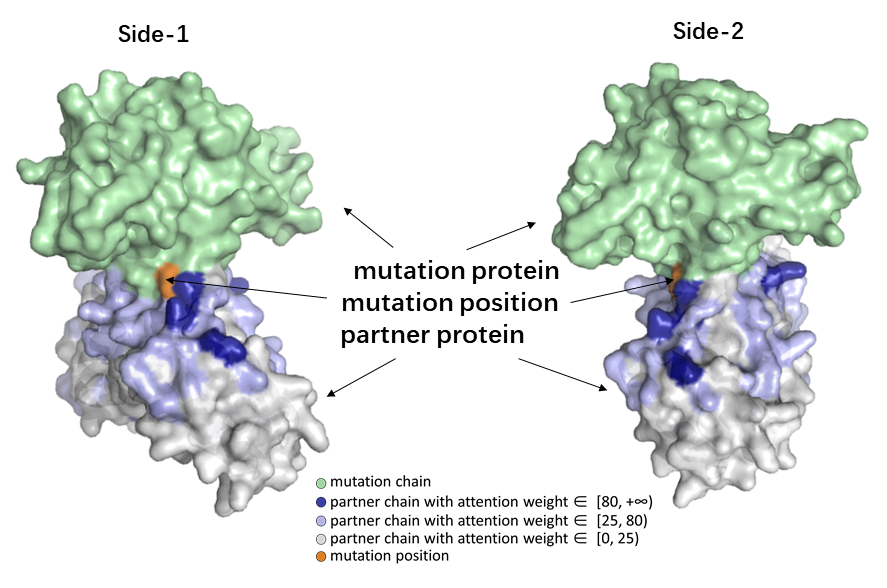 Side-1
Side-2
mutation protein
mutation position
partner protein
mutation chain
partner chain with attention weight ∈ [80, +∞)
partner chain with attention weight ∈ [25, 80)
partner chain with attention weight ∈ [0, 25)
mutation position